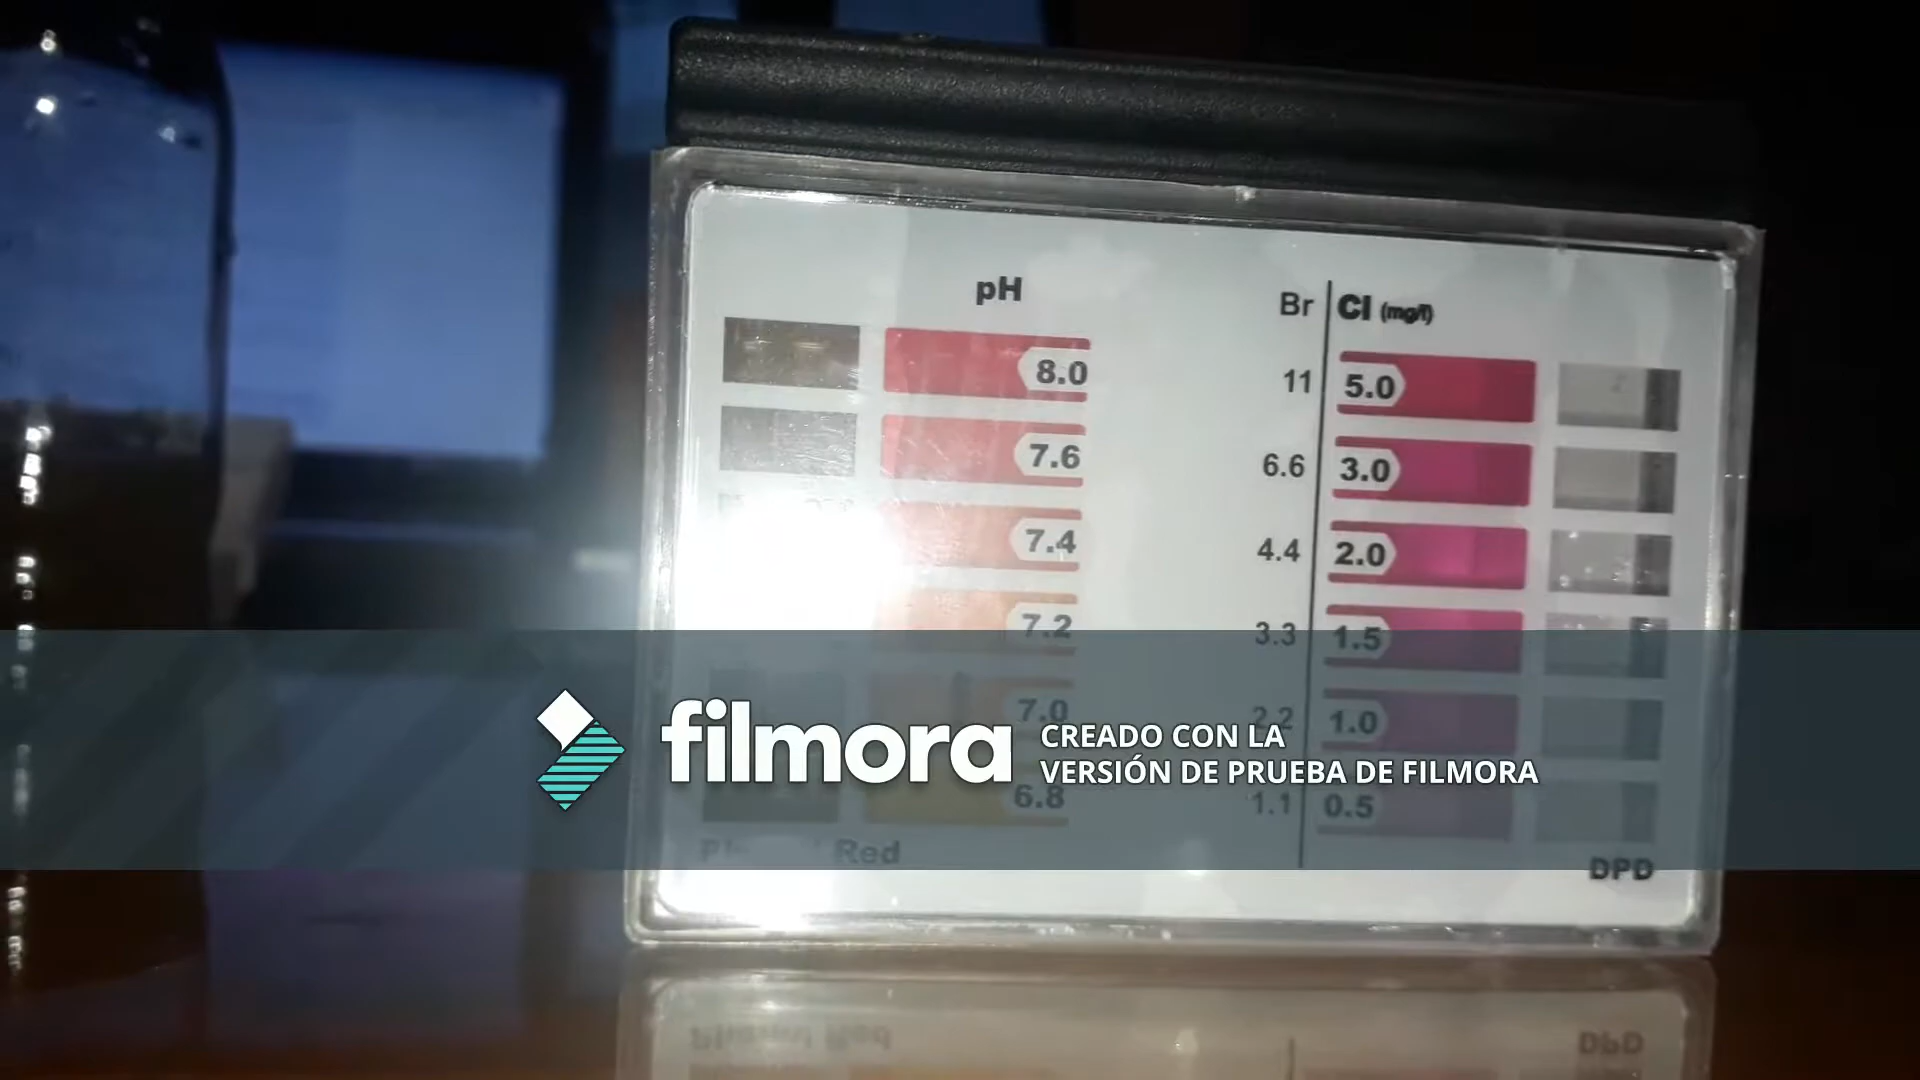 pH
8.0
7.6
7.4
7.2
7.0
6.8
Red
Br Cl (mg/l)
11 5.0
6.6 3.0
4.4 2.0
3.3 1.5
2.2 1.0
1.1 0.5
DPD
filmora
CREADO CON LA
VERSIÓN DE PRUEBA DE FILMORA